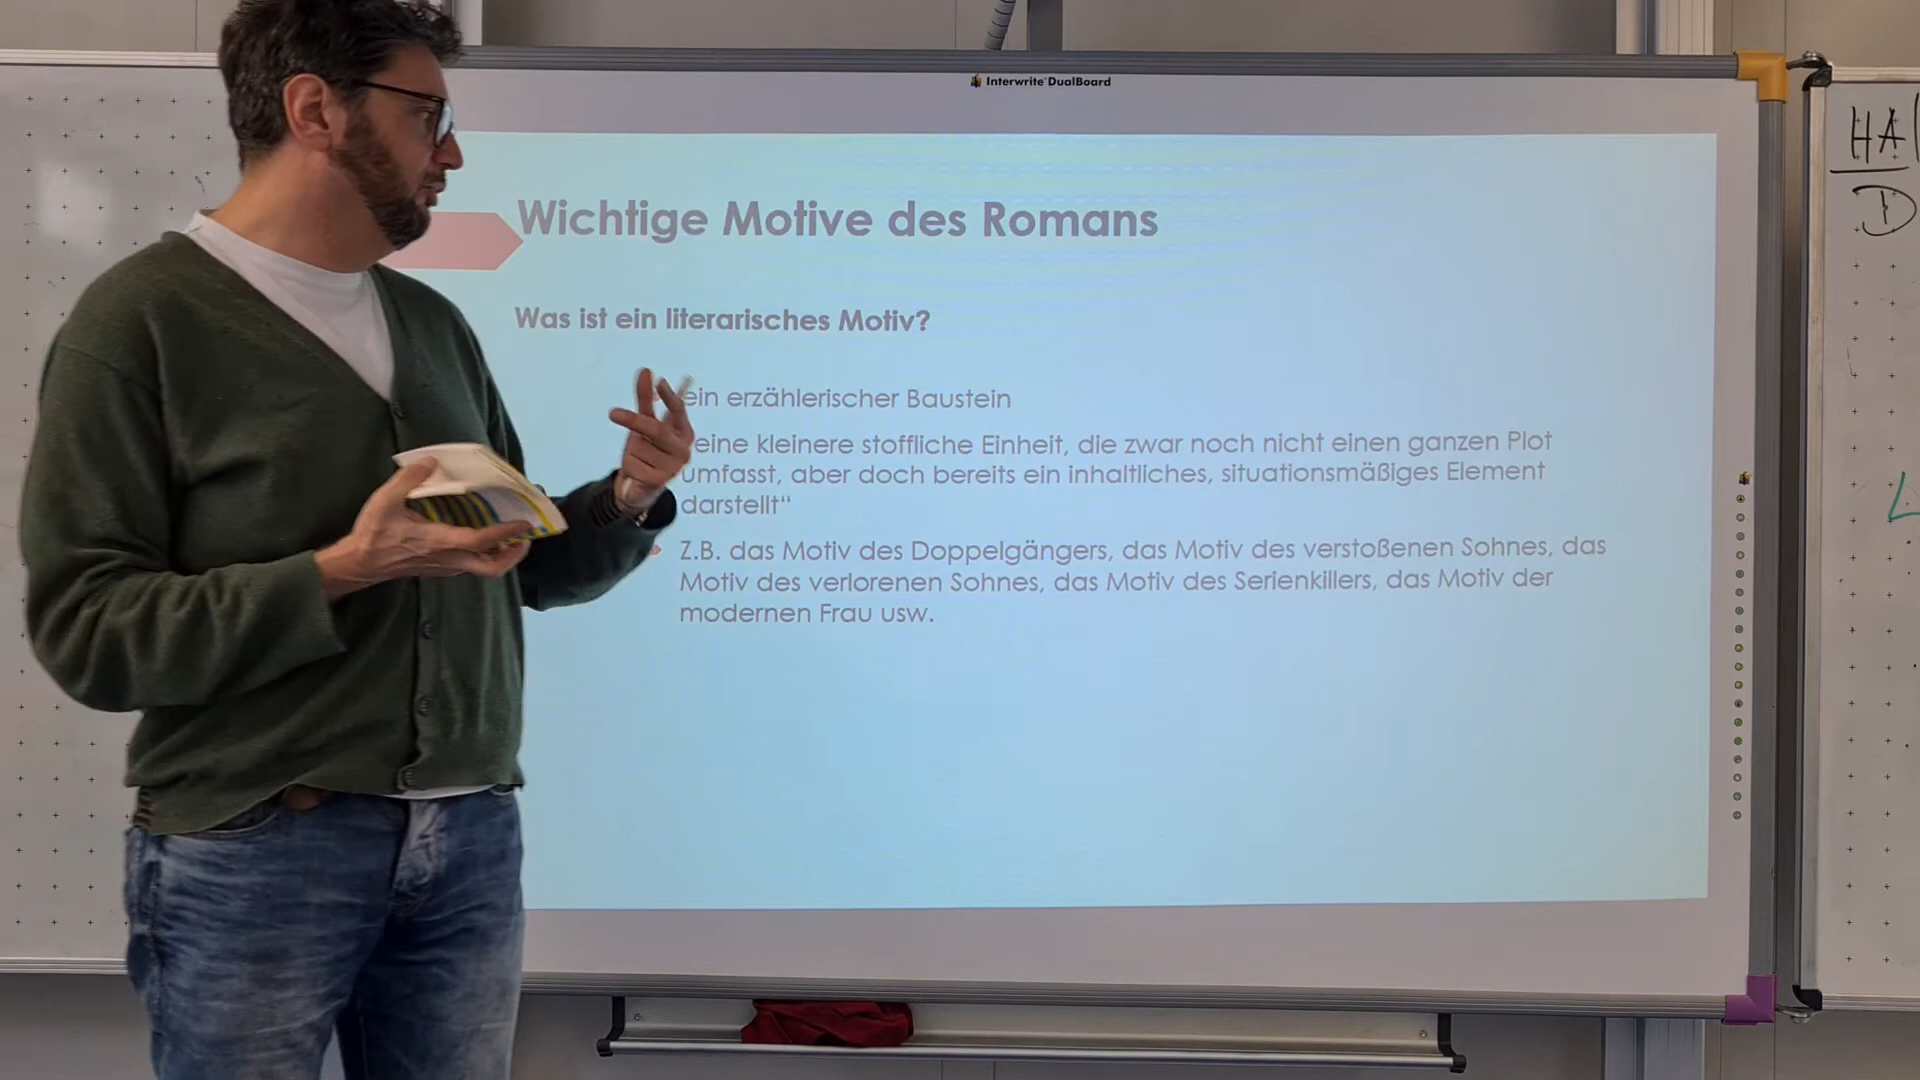 Interwrite DualBoard
HA
D
Wichtige Motive des Romans
Was ist ein literarisches Motiv?
ein erzählerischer Baustein
eine kleinere stoffliche Einheit, die zwar noch nicht einen ganzen Plot
umfasst, aber doch bereits ein inhaltliches, situationsmäßiges Element
darstellt“
Z.B. das Motiv des Doppelgängers, das Motiv des verstoßenen Sohnes, das
Motiv des verlorenen Sohnes, das Motiv des Serienkillers, das Motiv der
modernen Frau usw.